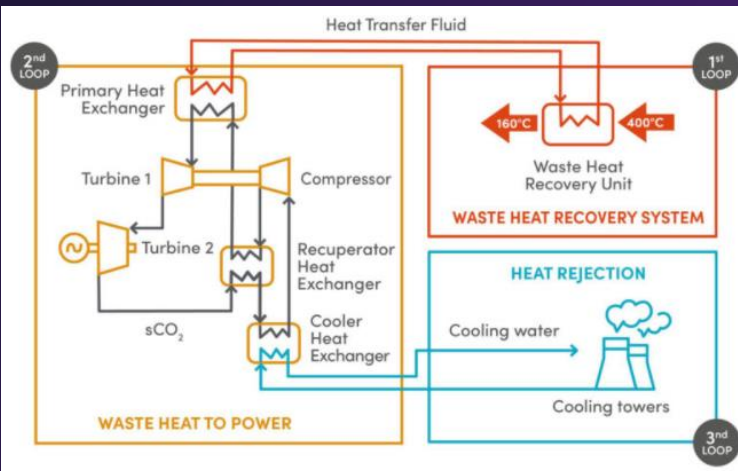 Heat Transfer Fluid
2nd
LOOP
Primary Heat
Exchanger
Turbine 1
Compressor
Turbine 2
Recuperator
Heat
Exchanger
sCO₂
Cooler
Heat
Exchanger
WASTE HEAT TO POWER
1st
LOOP
160°C
400°C
Waste Heat
Recovery Unit
WASTE HEAT RECOVERY SYSTEM
HEAT REJECTION
Cooling water
Cooling towers
3nd
LOOP